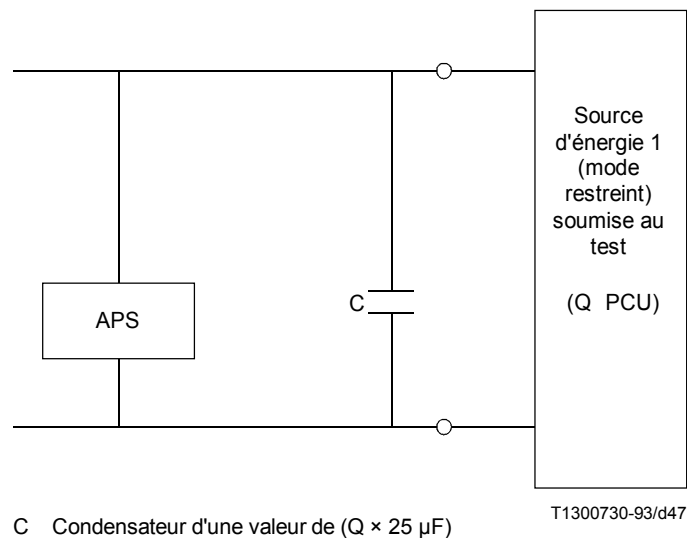 Source
d'énergie 1
(mode
restreint)
soumise au
test
(Q PCU)
APS
C
C Condensateur d'une valeur de (Q × 25 µF)
T1300730-93/d47